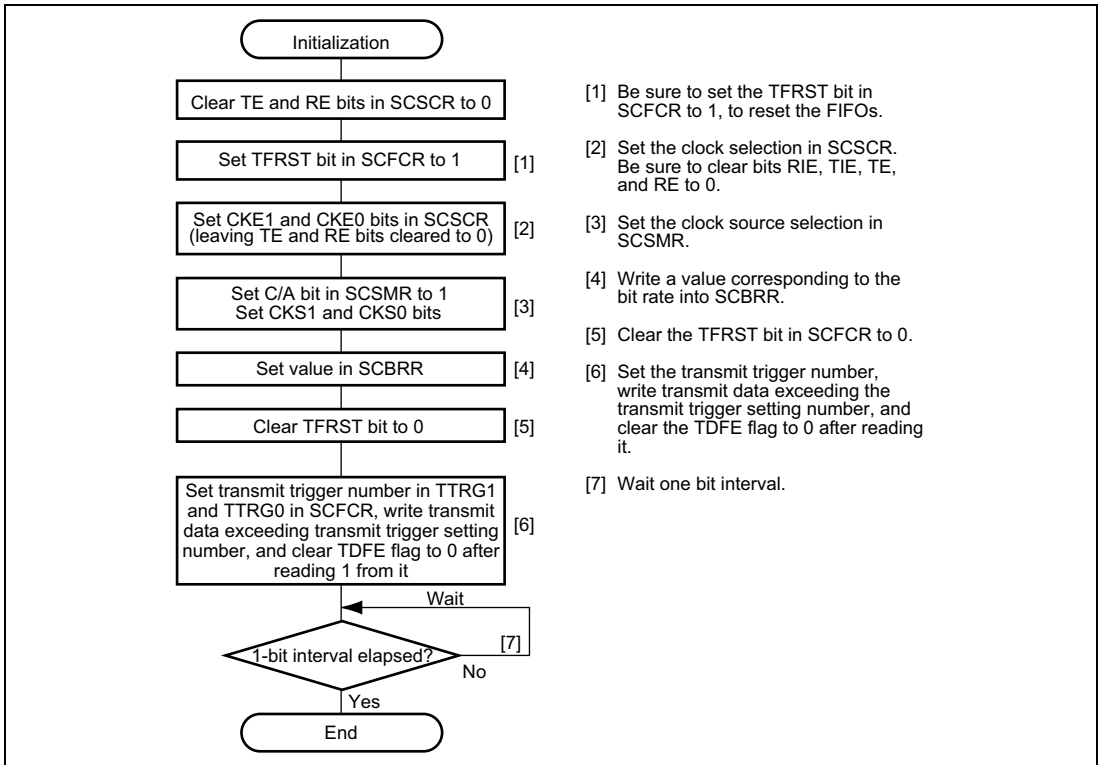 Initialization
Clear TE and RE bits in SCSCR to 0
Set TFRST bit in SCFCR to 1
[1]
Set CKE1 and CKE0 bits in SCSCR
(leaving TE and RE bits cleared to 0)
[2]
Set C/A bit in SCSMR to 1
Set CKS1 and CKS0 bits
[3]
Set value in SCBRR
[4]
Clear TFRST bit to 0
[5]
Set transmit trigger number in TTRG1
and TTRG0 in SCFCR, write transmit
data exceeding transmit trigger setting
number, and clear TDFE flag to 0 after
reading 1 from it
[6]
Wait
1-bit interval elapsed?
[7]
No
Yes
End
[1] Be sure to set the TFRST bit in
SCFCR to 1, to reset the FIFOs.
[2] Set the clock selection in SCSCR.
Be sure to clear bits RIE, TIE, TE,
and RE to 0.
[3] Set the clock source selection in
SCSMR.
[4] Write a value corresponding to the
bit rate into SCBRR.
[5] Clear the TFRST bit in SCFCR to 0.
[6] Set the transmit trigger number,
write transmit data exceeding the
transmit trigger setting number, and
clear the TDFE flag to 0 after reading
it.
[7] Wait one bit interval.